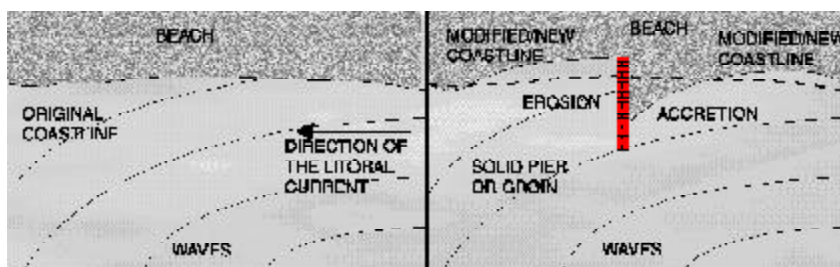 BEACH
ORIGINAL
COASTLINE
DIRECTION OF
THE LITORAL
CURRENT
WAVES
MODIFIED/NEW
COASTLINE
BEACH
MODIFIED/NEW
COASTLINE
EROSION
ACCRETION
SOLID PIER
OR GROIN
WAVES